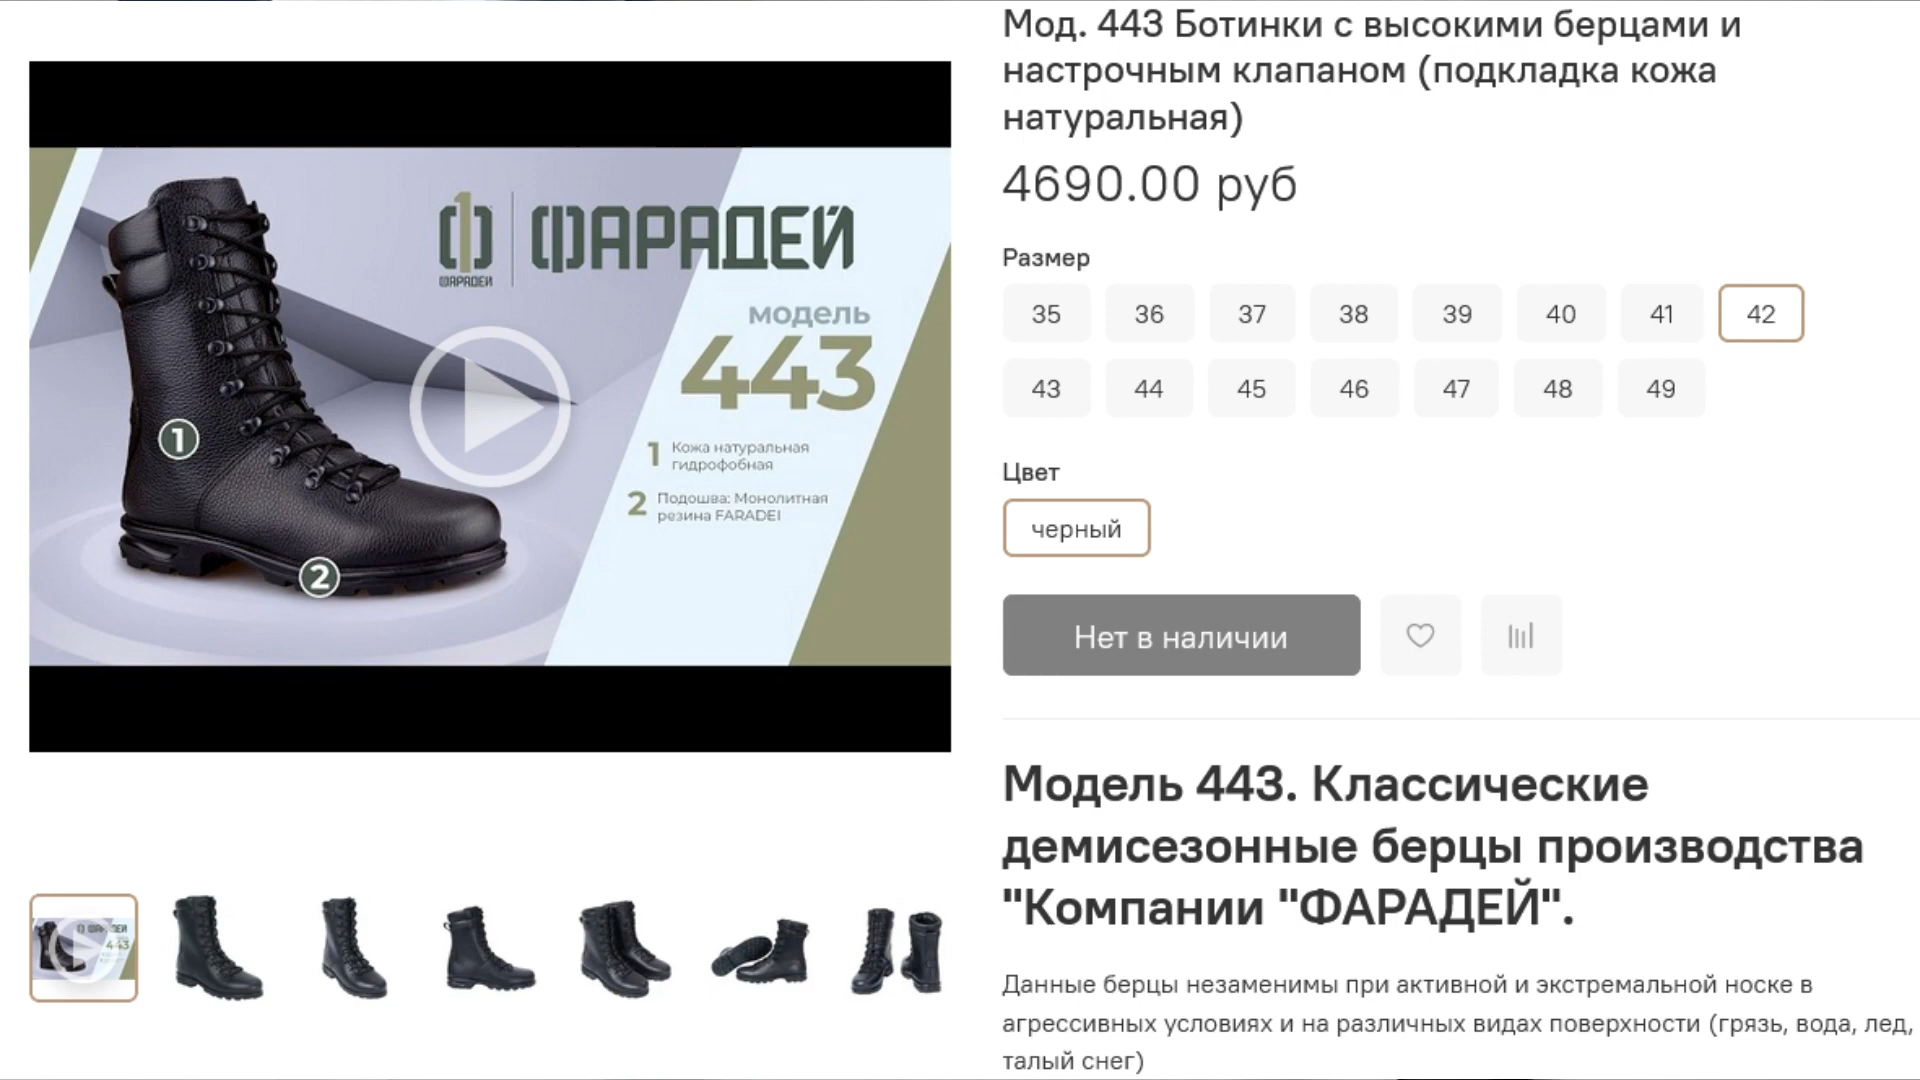 Мод. 443 Ботинки с высокими берцами и
настрочным клапаном (подкладка кожа
натуральная)
4690.00 руб
ФАРАДЕЙ
ФАРАДЕЙ
модель
443
1 Кожа натуральная
гидрофобная
2 Подошва: Монолитная
резина FARADEI
1
2
Размер
35 36 37 38 39 40 41 42
43 44 45 46 47 48 49
Цвет
черный
Нет в наличии
Модель 443. Классические
демисезонные берцы производства
"Компании "ФАРАДЕЙ".
ФАРАДЕЙ
443
Данные берцы незаменимы при активной и экстремальной носке в
агрессивных условиях и на различных видах поверхности (грязь, вода, лед,
талый снег)